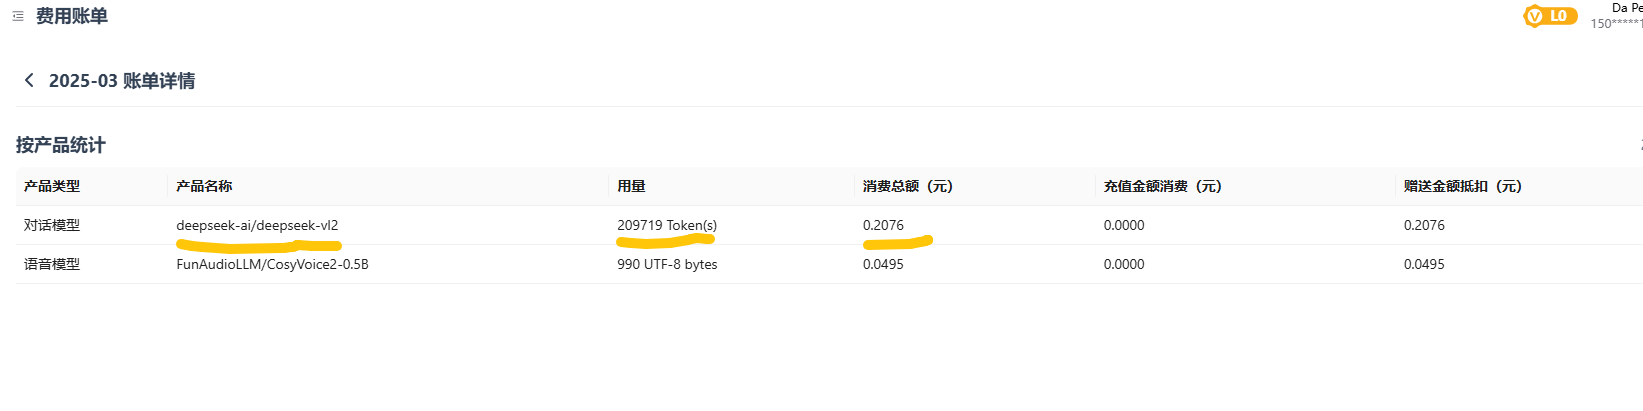 费用账单
L0
Da Pe
150*****1
2025-03 账单详情
按产品统计
产品类型 产品名称 用量 消费总额（元） 充值金额消费（元） 赠送金额抵扣（元）
对话模型 deepseek-ai/deepseek-vl2 209719 Token(s) 0.2076 0.0000 0.2076
语音模型 FunAudioLLM/CosyVoice2-0.5B 990 UTF-8 bytes 0.0495 0.0000 0.0495